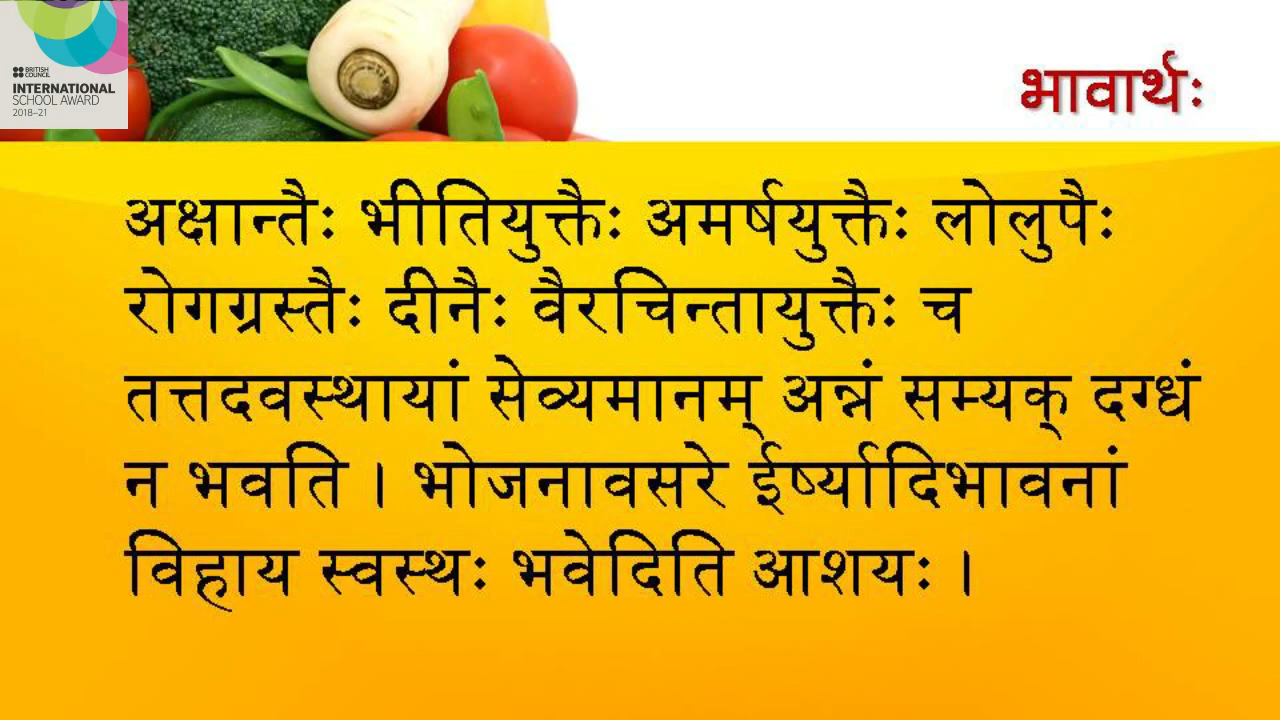 BRITISH
COUNCIL
INTERNATIONAL
SCHOOL AWARD
2018–21
भावार्थः
अक्षान्तैः भीतियुक्तैः अमर्षयुक्तैः लोलुपैः
रोगग्रस्तैः दीनैः वैरचिन्तायुक्तैः च
तत्तदवस्थायां सेव्यमानम् अन्नं सम्यक् दग्धं
न भवति । भोजनावसरे ईर्ष्यादिभावनां
विहाय स्वस्थः भवेदिति आशयः ।